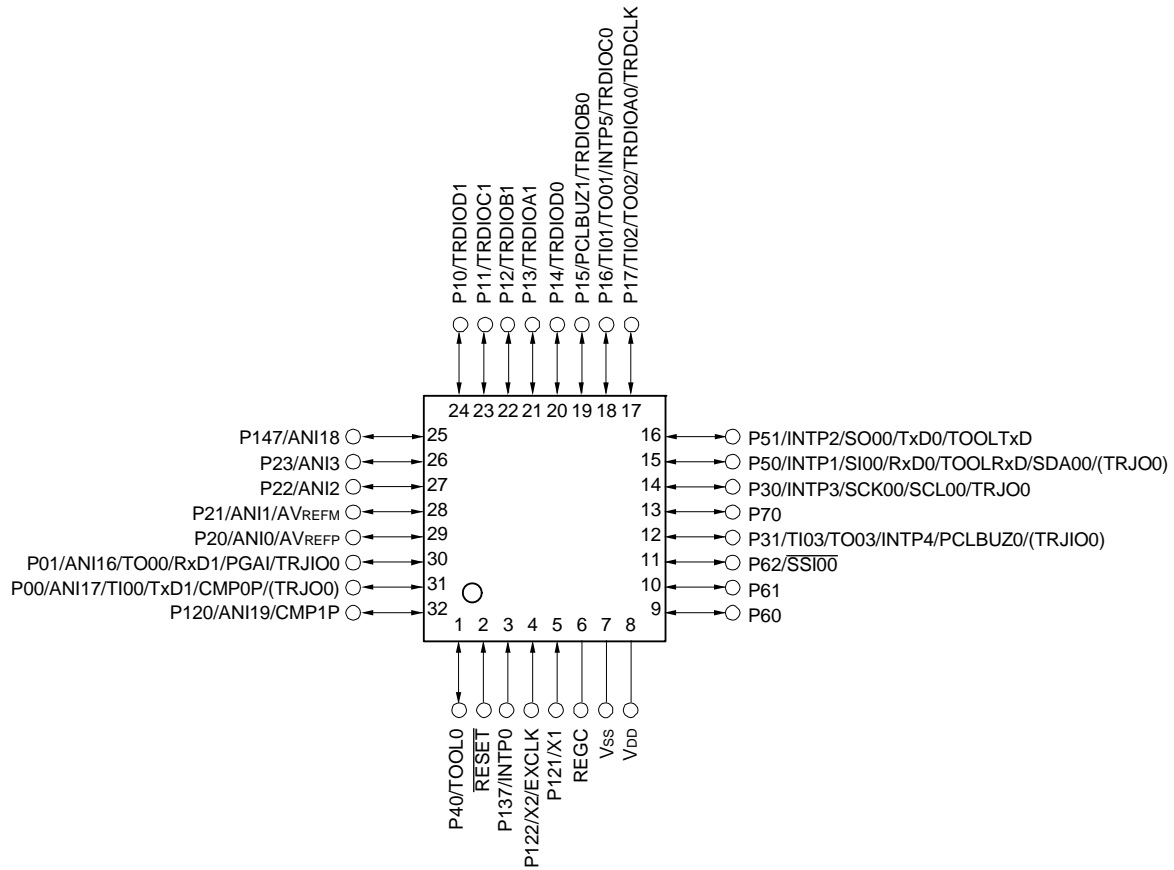 P10/TRDIOD1
P11/TRDIOC1
P12/TRDIOB1
P13/TRDIOA1
P14/TRDIOD0
P15/PCLBUZ1/TRDIOB0
P16/TI01/TO01/INTP5/TRDIOC0
P17/TI02/TO02/TRDIOA0/TRDCLK
24 23 22 21 20 19 18 17
P147/ANI18 25
P23/ANI3 26
P22/ANI2 27
P21/ANI1/AVREFM 28
P20/ANI0/AVREFP 29
P01/ANI16/TO00/RxD1/PGAI/TRJIO0 30
P00/ANI17/TI00/TxD1/CMP0P/(TRJO0) 31
P120/ANI19/CMP1P 32
16 P51/INTP2/SO00/TxD0/TOOLTxD
15 P50/INTP1/SI00/RxD0/TOOLRxD/SDA00/(TRJO0)
14 P30/INTP3/SCK00/SCL00/TRJO0
13 P70
12 P31/TI03/TO03/INTP4/PCLBUZ0/(TRJIO0)
11 P62/SSI00
10 P61
9 P60
1 2 3 4 5 6 7 8
P40/TOOL0
RESET
P137/INTP0
P122/X2/EXCLK
P121/X1
REGC
VSS
VDD